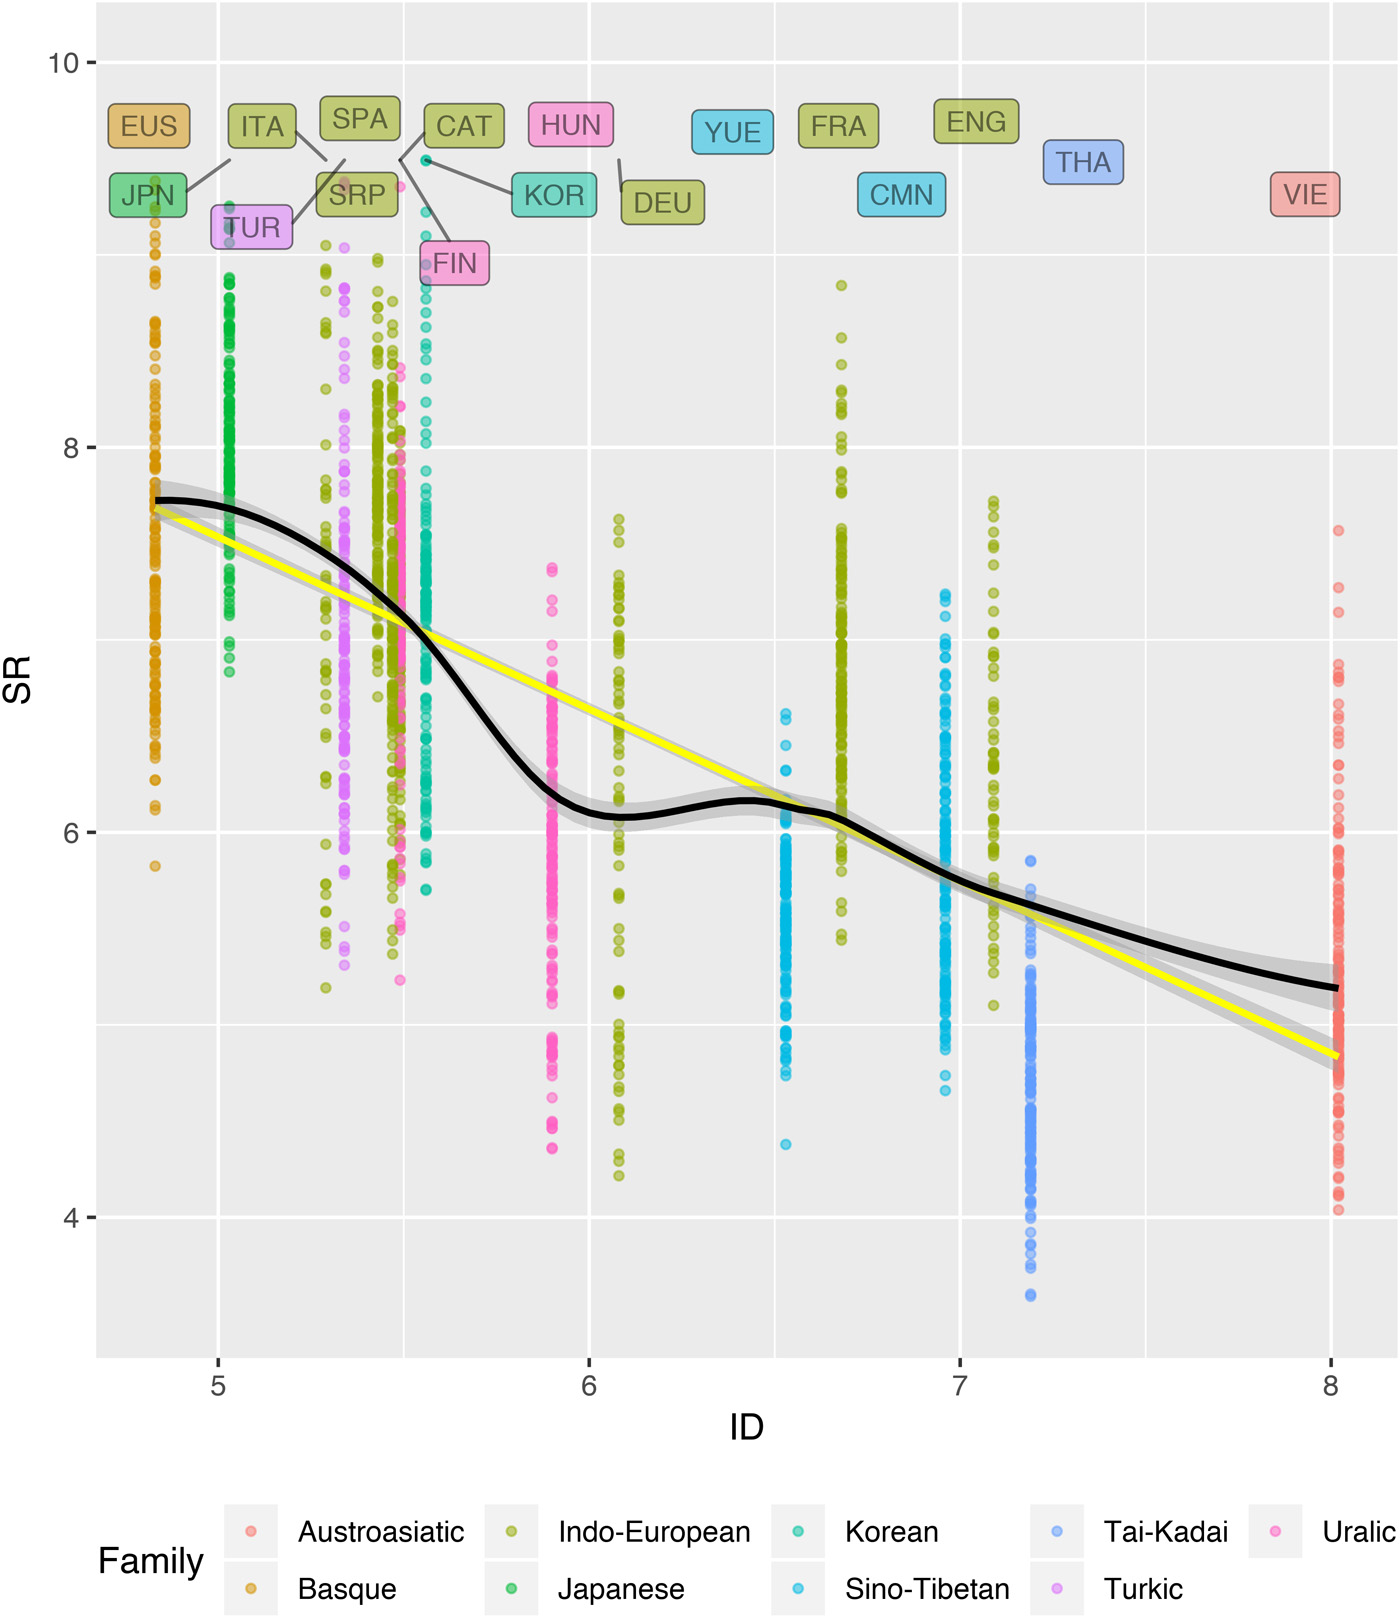 10
EUS
ITA
SPA
CAT
HUN
YUE
FRA
ENG
THA
JPN
TUR
SRP
KOR
DEU
CMN
VIE
FIN
8
SR
6
4
5
6
7
8
ID
Family
Austroasiatic
Indo-European
Korean
Tai-Kadai
Uralic
Basque
Japanese
Sino-Tibetan
Turkic